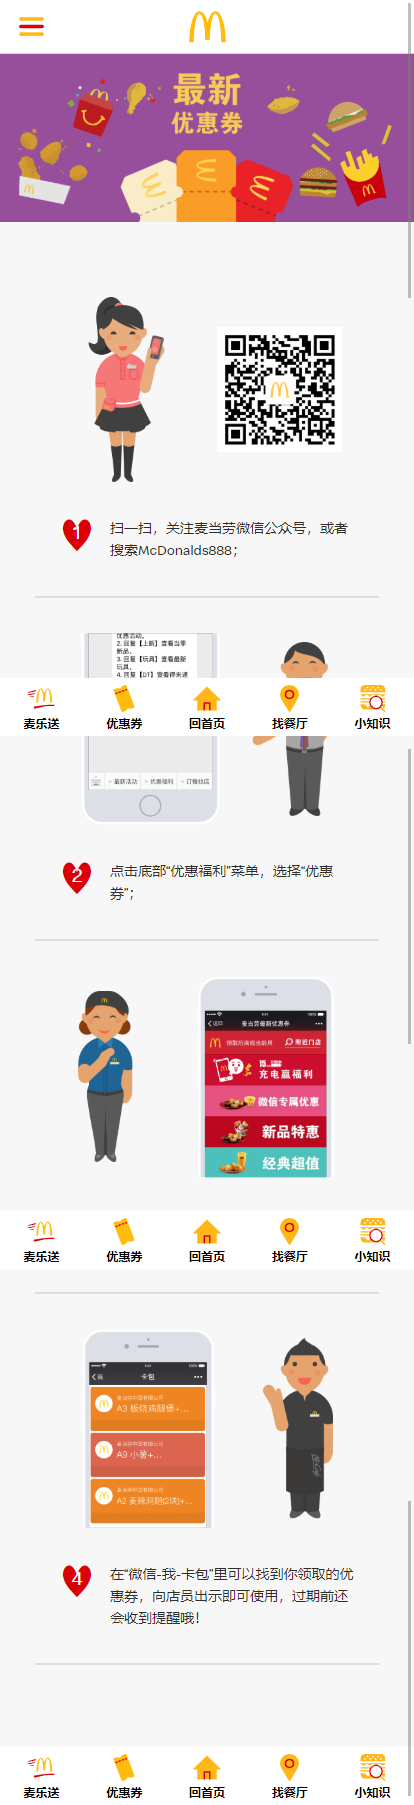 最新
优惠券
1
扫一扫，关注麦当劳微信公众号，或者
搜索McDonalds888；
优惠活动。
2. 回复【上新】查看当季
新品。
3. 回复【玩具】查看最新
玩具。
4. 回复【DT】查看得来速
麦乐送
优惠券
回首页
找餐厅
小知识
最新活动
优惠福利
订餐找店
2
点击底部“优惠福利”菜单，选择“优惠
券”；
返回
麦当劳最新优惠券
附近门店
充电赢福利
微信专属优惠
新品特惠
经典超值
麦乐送
优惠券
回首页
找餐厅
小知识
我
卡包
A3 板烧鸡腿堡+...
A9 小薯+...
A2 麦辣鸡翅(2块)+...
4
在“微信-我-卡包”里可以找到你领取的优
惠券，向店员出示即可使用，过期前还
会收到提醒哦！
麦乐送
优惠券
回首页
找餐厅
小知识